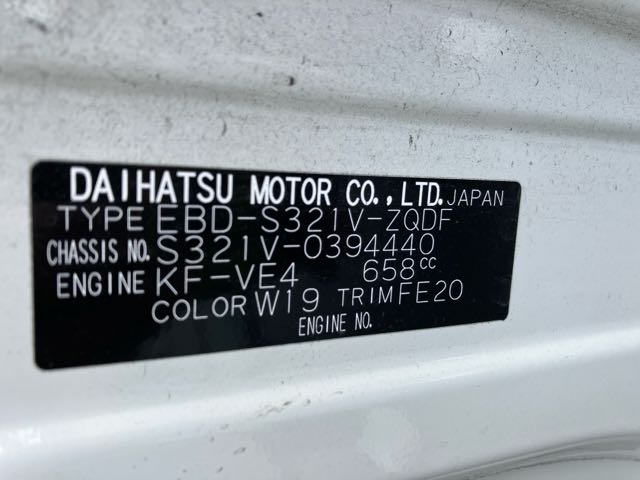 DAIHATSU MOTOR CO.,LTD. JAPAN
TYPE EBD-S321V-ZQDF
CHASSIS NO. S321V-0394440
ENGINE KF-VE4 658cc
COLOR W19 TRIM FE20
ENGINE NO.